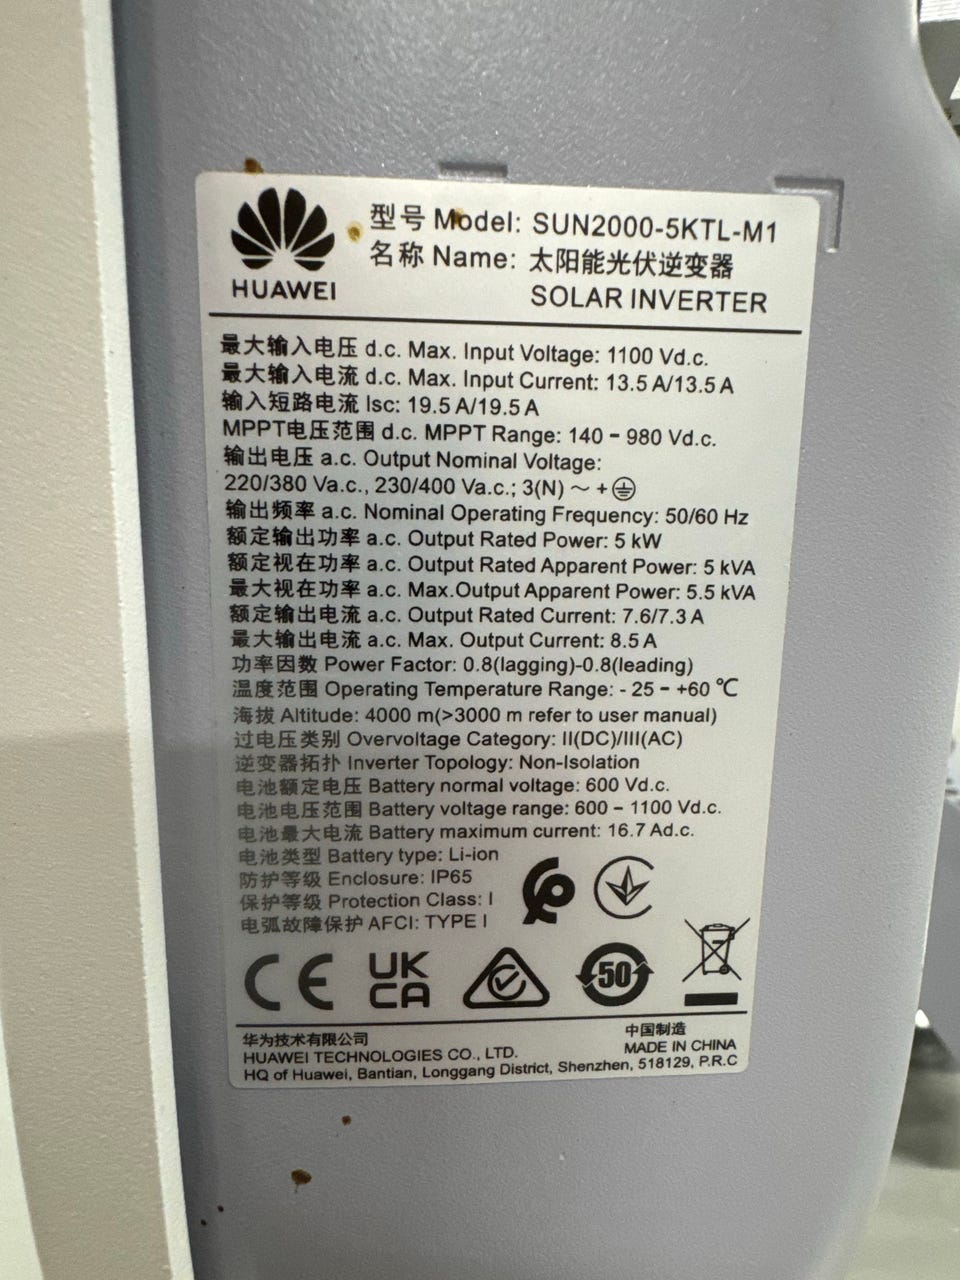 HUAWEI
型号 Model: SUN2000-5KTL-M1
名称 Name: 太阳能光伏逆变器
SOLAR INVERTER
最大输入电压 d.c. Max. Input Voltage: 1100 Vd.c.
最大输入电流 d.c. Max. Input Current: 13.5 A/13.5 A
输入短路电流 Isc: 19.5 A/19.5 A
MPPT电压范围 d.c. MPPT Range: 140 - 980 Vd.c.
输出电压 a.c. Output Nominal Voltage:
220/380 Va.c., 230/400 Va.c.; 3(N) ~ + ⏚
输出频率 a.c. Nominal Operating Frequency: 50/60 Hz
额定输出功率 a.c. Output Rated Power: 5 kW
额定视在功率 a.c. Output Rated Apparent Power: 5 kVA
最大视在功率 a.c. Max.Output Apparent Power: 5.5 kVA
额定输出电流 a.c. Output Rated Current: 7.6/7.3 A
最大输出电流 a.c. Max. Output Current: 8.5 A
功率因数 Power Factor: 0.8(lagging)-0.8(leading)
温度范围 Operating Temperature Range: - 25 - +60 ℃
海拔 Altitude: 4000 m(>3000 m refer to user manual)
过电压类别 Overvoltage Category: II(DC)/III(AC)
逆变器拓扑 Inverter Topology: Non-Isolation
电池额定电压 Battery normal voltage: 600 Vd.c.
电池电压范围 Battery voltage range: 600 - 1100 Vd.c.
电池最大电流 Battery maximum current: 16.7 Ad.c.
电池类型 Battery type: Li-ion
防护等级 Enclosure: IP65
保护等级 Protection Class: I
电弧故障保护 AFCI: TYPE I
CE UK CA 50
华为技术有限公司
HUAWEI TECHNOLOGIES CO., LTD.
中国制造
MADE IN CHINA
HQ of Huawei, Bantian, Longgang District, Shenzhen, 518129, P.R.C